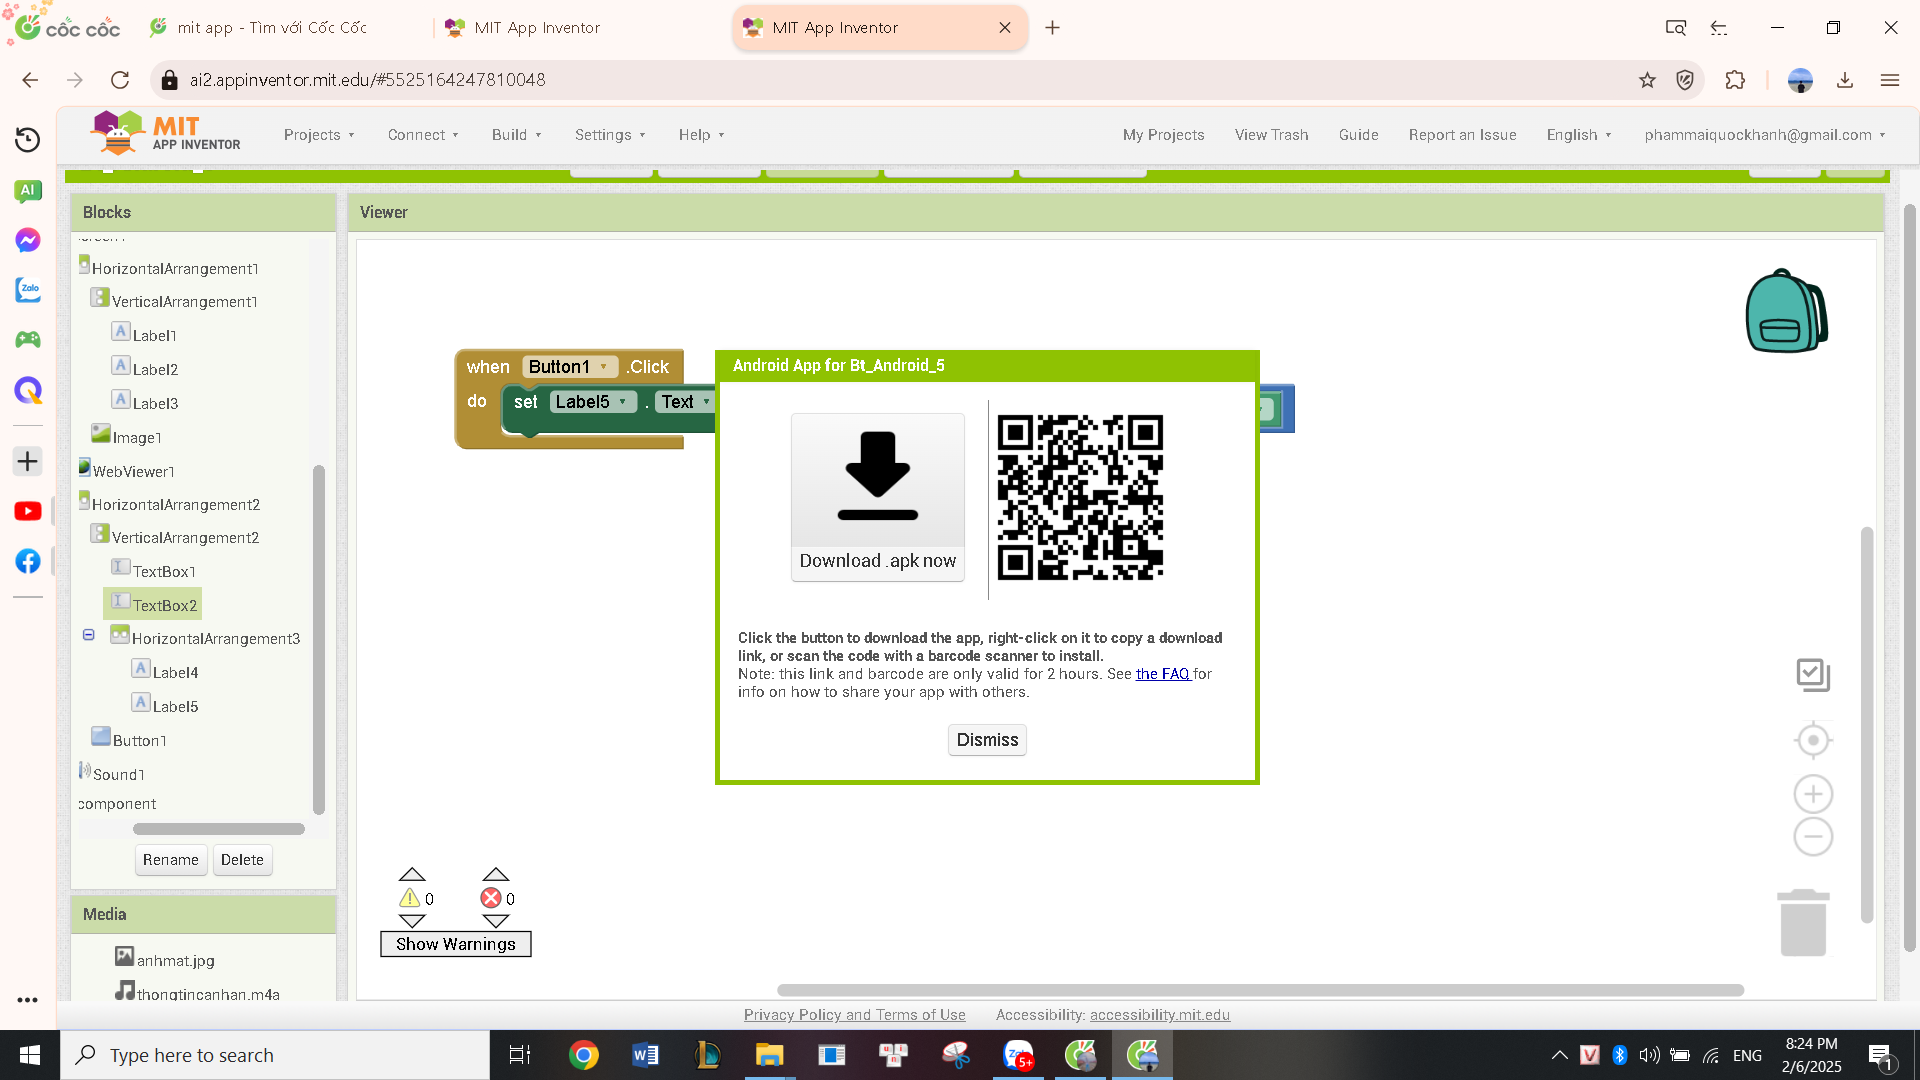 cốc cốc
mit app - Tìm với Cốc Cốc
MIT App Inventor
MIT App Inventor
ai2.appinventor.mit.edu/#5525164247810048
MIT
APP INVENTOR
Projects
Connect
Build
Settings
Help
My Projects
View Trash
Guide
Report an Issue
English
phammaiquockhanh@gmail.com
AI
Zalo
Blocks
HorizontalArrangement1
VerticalArrangement1
Label1
Label2
Label3
Image1
WebViewer1
HorizontalArrangement2
VerticalArrangement2
TextBox1
TextBox2
HorizontalArrangement3
Label4
Label5
Button1
Sound1
component
Rename
Delete
Media
anhmat.jpg
thongtincanhan.m4a
Viewer
when Button1 .Click
do set Label5 . Text
Android App for Bt_Android_5
Download .apk now
Click the button to download the app, right-click on it to copy a download
link, or scan the code with a barcode scanner to install.
Note: this link and barcode are only valid for 2 hours. See the FAQ for
info on how to share your app with others.
Dismiss
0
0
Show Warnings
Privacy Policy and Terms of Use
Accessibility: accessibility.mit.edu
Type here to search
5+
ENG
8:24 PM
2/6/2025
1